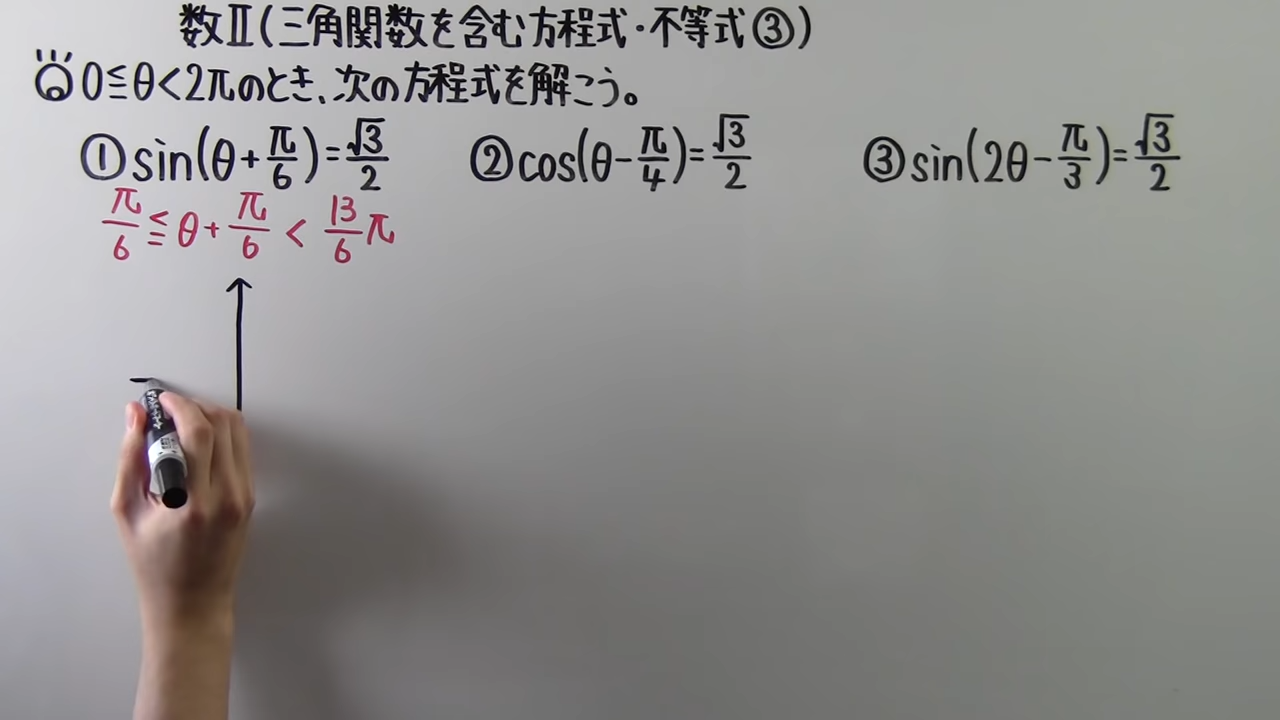 数Ⅱ(三角関数を含む方程式・不等式③)
0≦θ<2πのとき、次の方程式を解こう。
①sin(θ+π/6)=√3/2 ②cos(θ-π/4)=√3/2 ③sin(2θ-π/3)=√3/2
π/6≦θ+π/6<13/6π